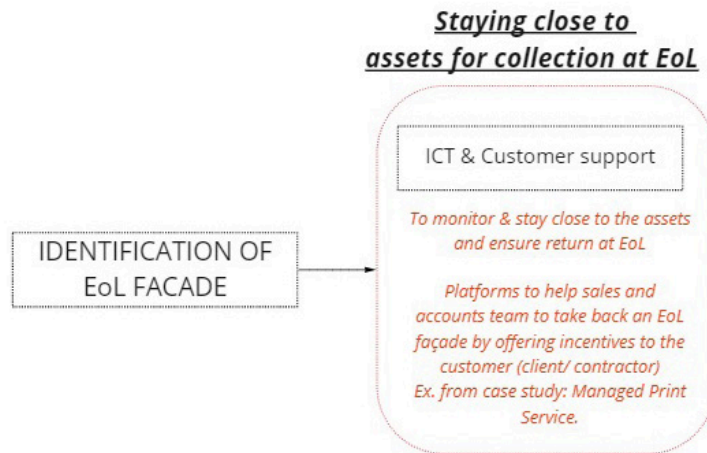 Staying close to
assets for collection at EoL
ICT & Customer support
To monitor & stay close to the assets
and ensure return at EoL
IDENTIFICATION OF
EoL FACADE
Platforms to help sales and
accounts team to take back an EoL
façade by offering incentives to the
customer (client/ contractor)
Ex. from case study: Managed Print
Service.